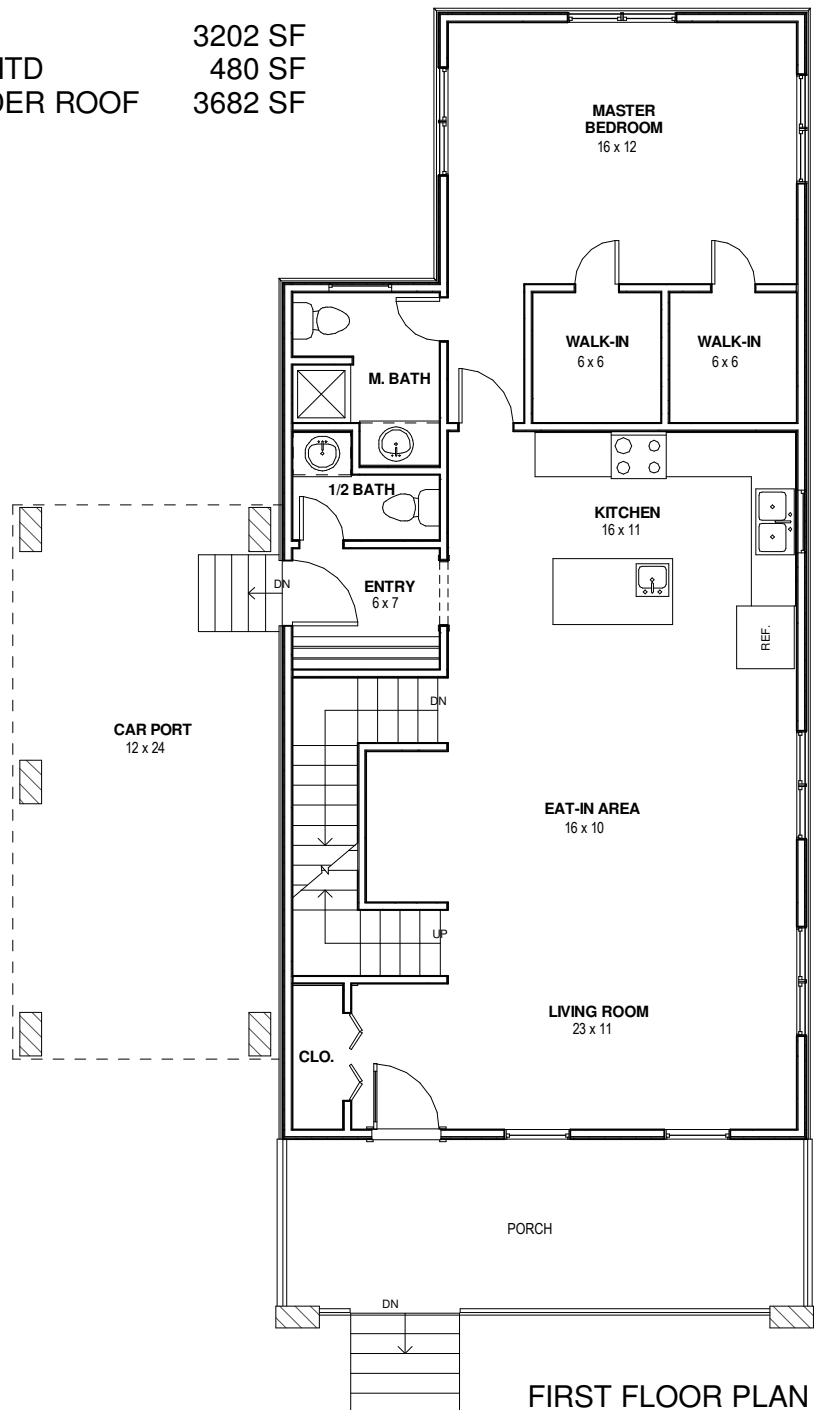 3202 SF
NTD 480 SF
DER ROOF 3682 SF
MASTER
BEDROOM
16 x 12
WALK-IN
6 x 6
WALK-IN
6 x 6
M. BATH
1/2 BATH
KITCHEN
16 x 11
DN
ENTRY
6 x 7
REF.
DN
CAR PORT
12 x 24
EAT-IN AREA
16 x 10
UP
LIVING ROOM
23 x 11
CLO.
PORCH
DN
FIRST FLOOR PLAN